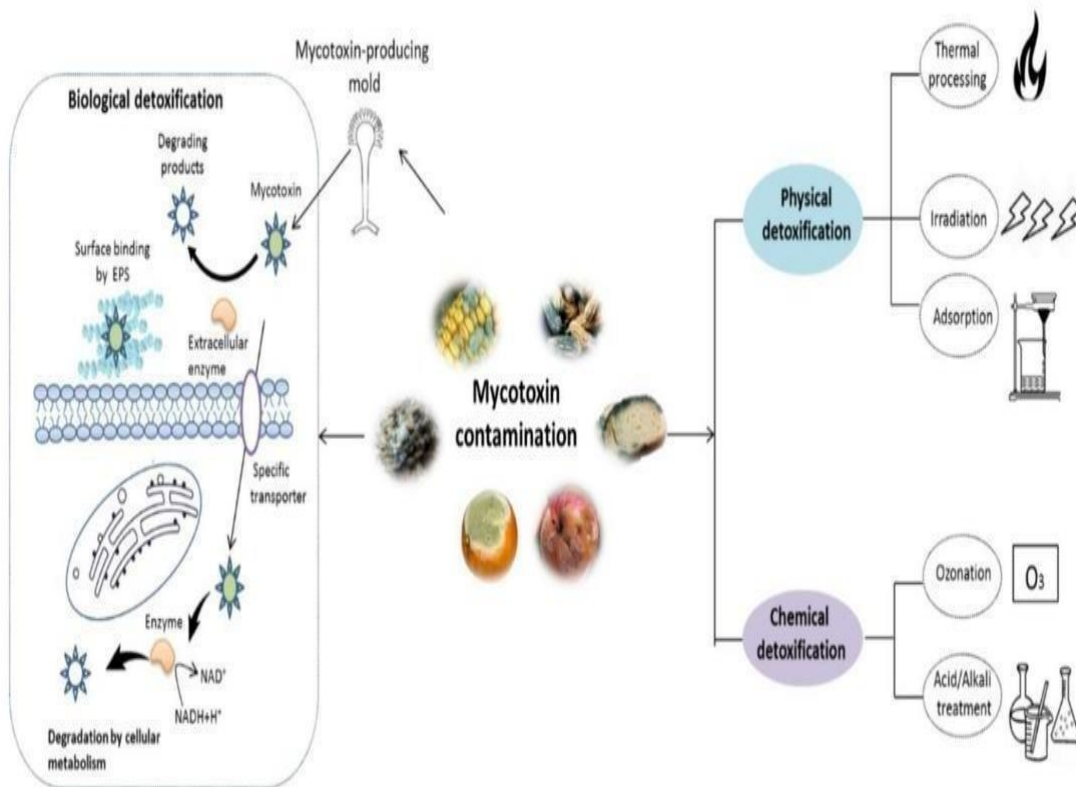 Mycotoxin-producing
mold
Biological detoxification
Degrading
products
Mycotoxin
Surface binding
by EPS
Extracellular
enzyme
Specific
transporter
Enzyme
NAD⁺
NADH+H⁺
Degradation by cellular
metabolism
Mycotoxin
contamination
Physical
detoxification
Thermal
processing
Irradiation
Adsorption
Chemical
detoxification
Ozonation
O₃
Acid/Alkali
treatment